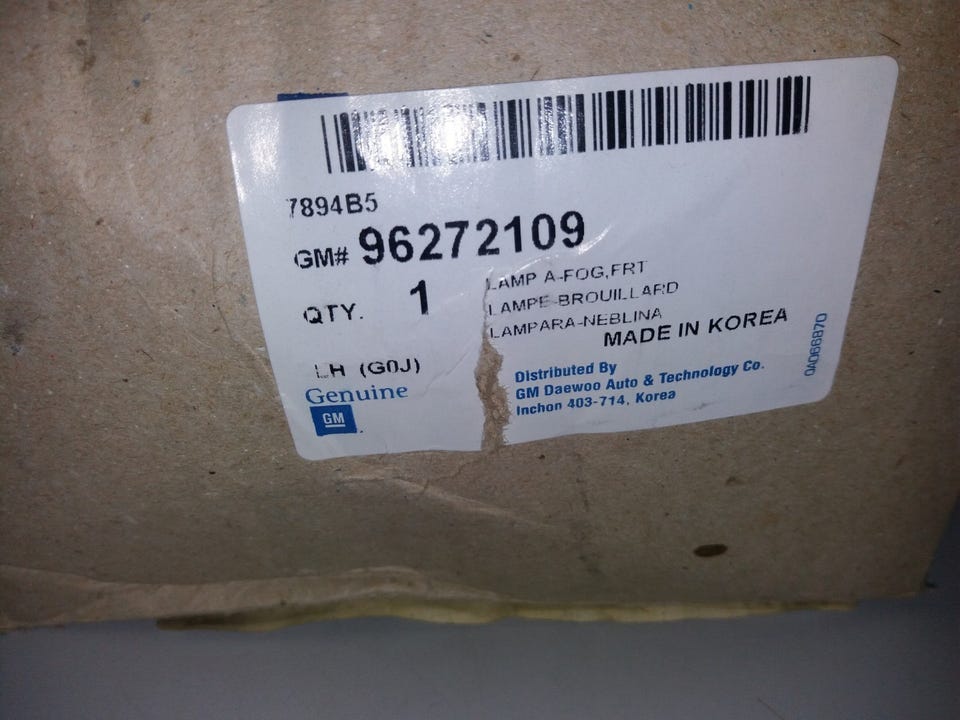 7894B5
GM# 96272109
QTY. 1
LAMP A-FOG,FRT
LAMPE-BROUILLARD
LAMPARA-NEBLINA
MADE IN KOREA
LH (G0J)
Genuine
GM
Distributed By
GM Daewoo Auto & Technology Co.
Inchon 403-714, Korea